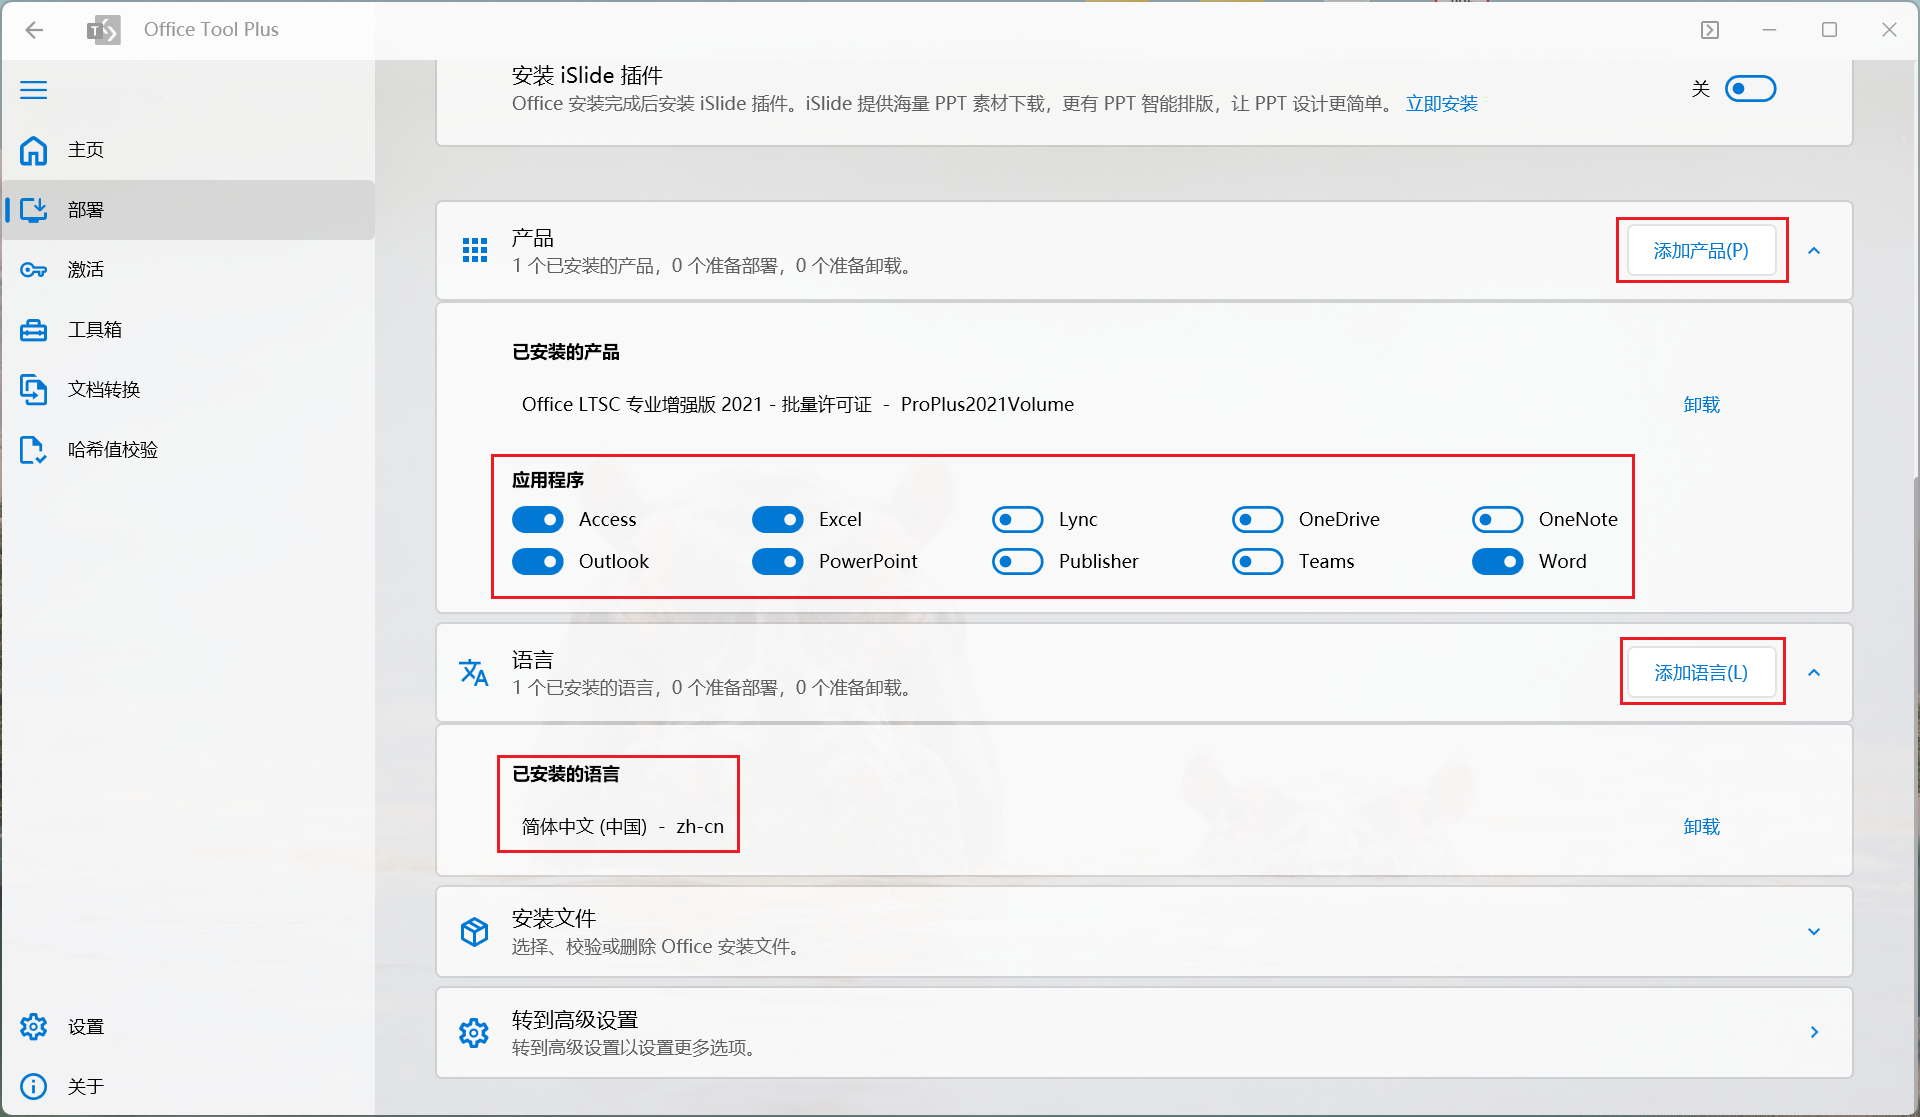 Office Tool Plus
主页
部署
激活
工具箱
文档转换
哈希值校验
设置
关于
安装 iSlide 插件
Office 安装完成后安装 iSlide 插件。iSlide 提供海量 PPT 素材下载，更有 PPT 智能排版，让 PPT 设计更简单。 立即安装
关
产品
1 个已安装的产品，0 个准备部署，0 个准备卸载。
添加产品(P)
已安装的产品
Office LTSC 专业增强版 2021 - 批量许可证 - ProPlus2021Volume
卸载
应用程序
Access Excel Lync OneDrive OneNote
Outlook PowerPoint Publisher Teams Word
语言
1 个已安装的语言，0 个准备部署，0 个准备卸载。
添加语言(L)
已安装的语言
简体中文 (中国) - zh-cn
卸载
安装文件
选择、校验或删除 Office 安装文件。
转到高级设置
转到高级设置以设置更多选项。